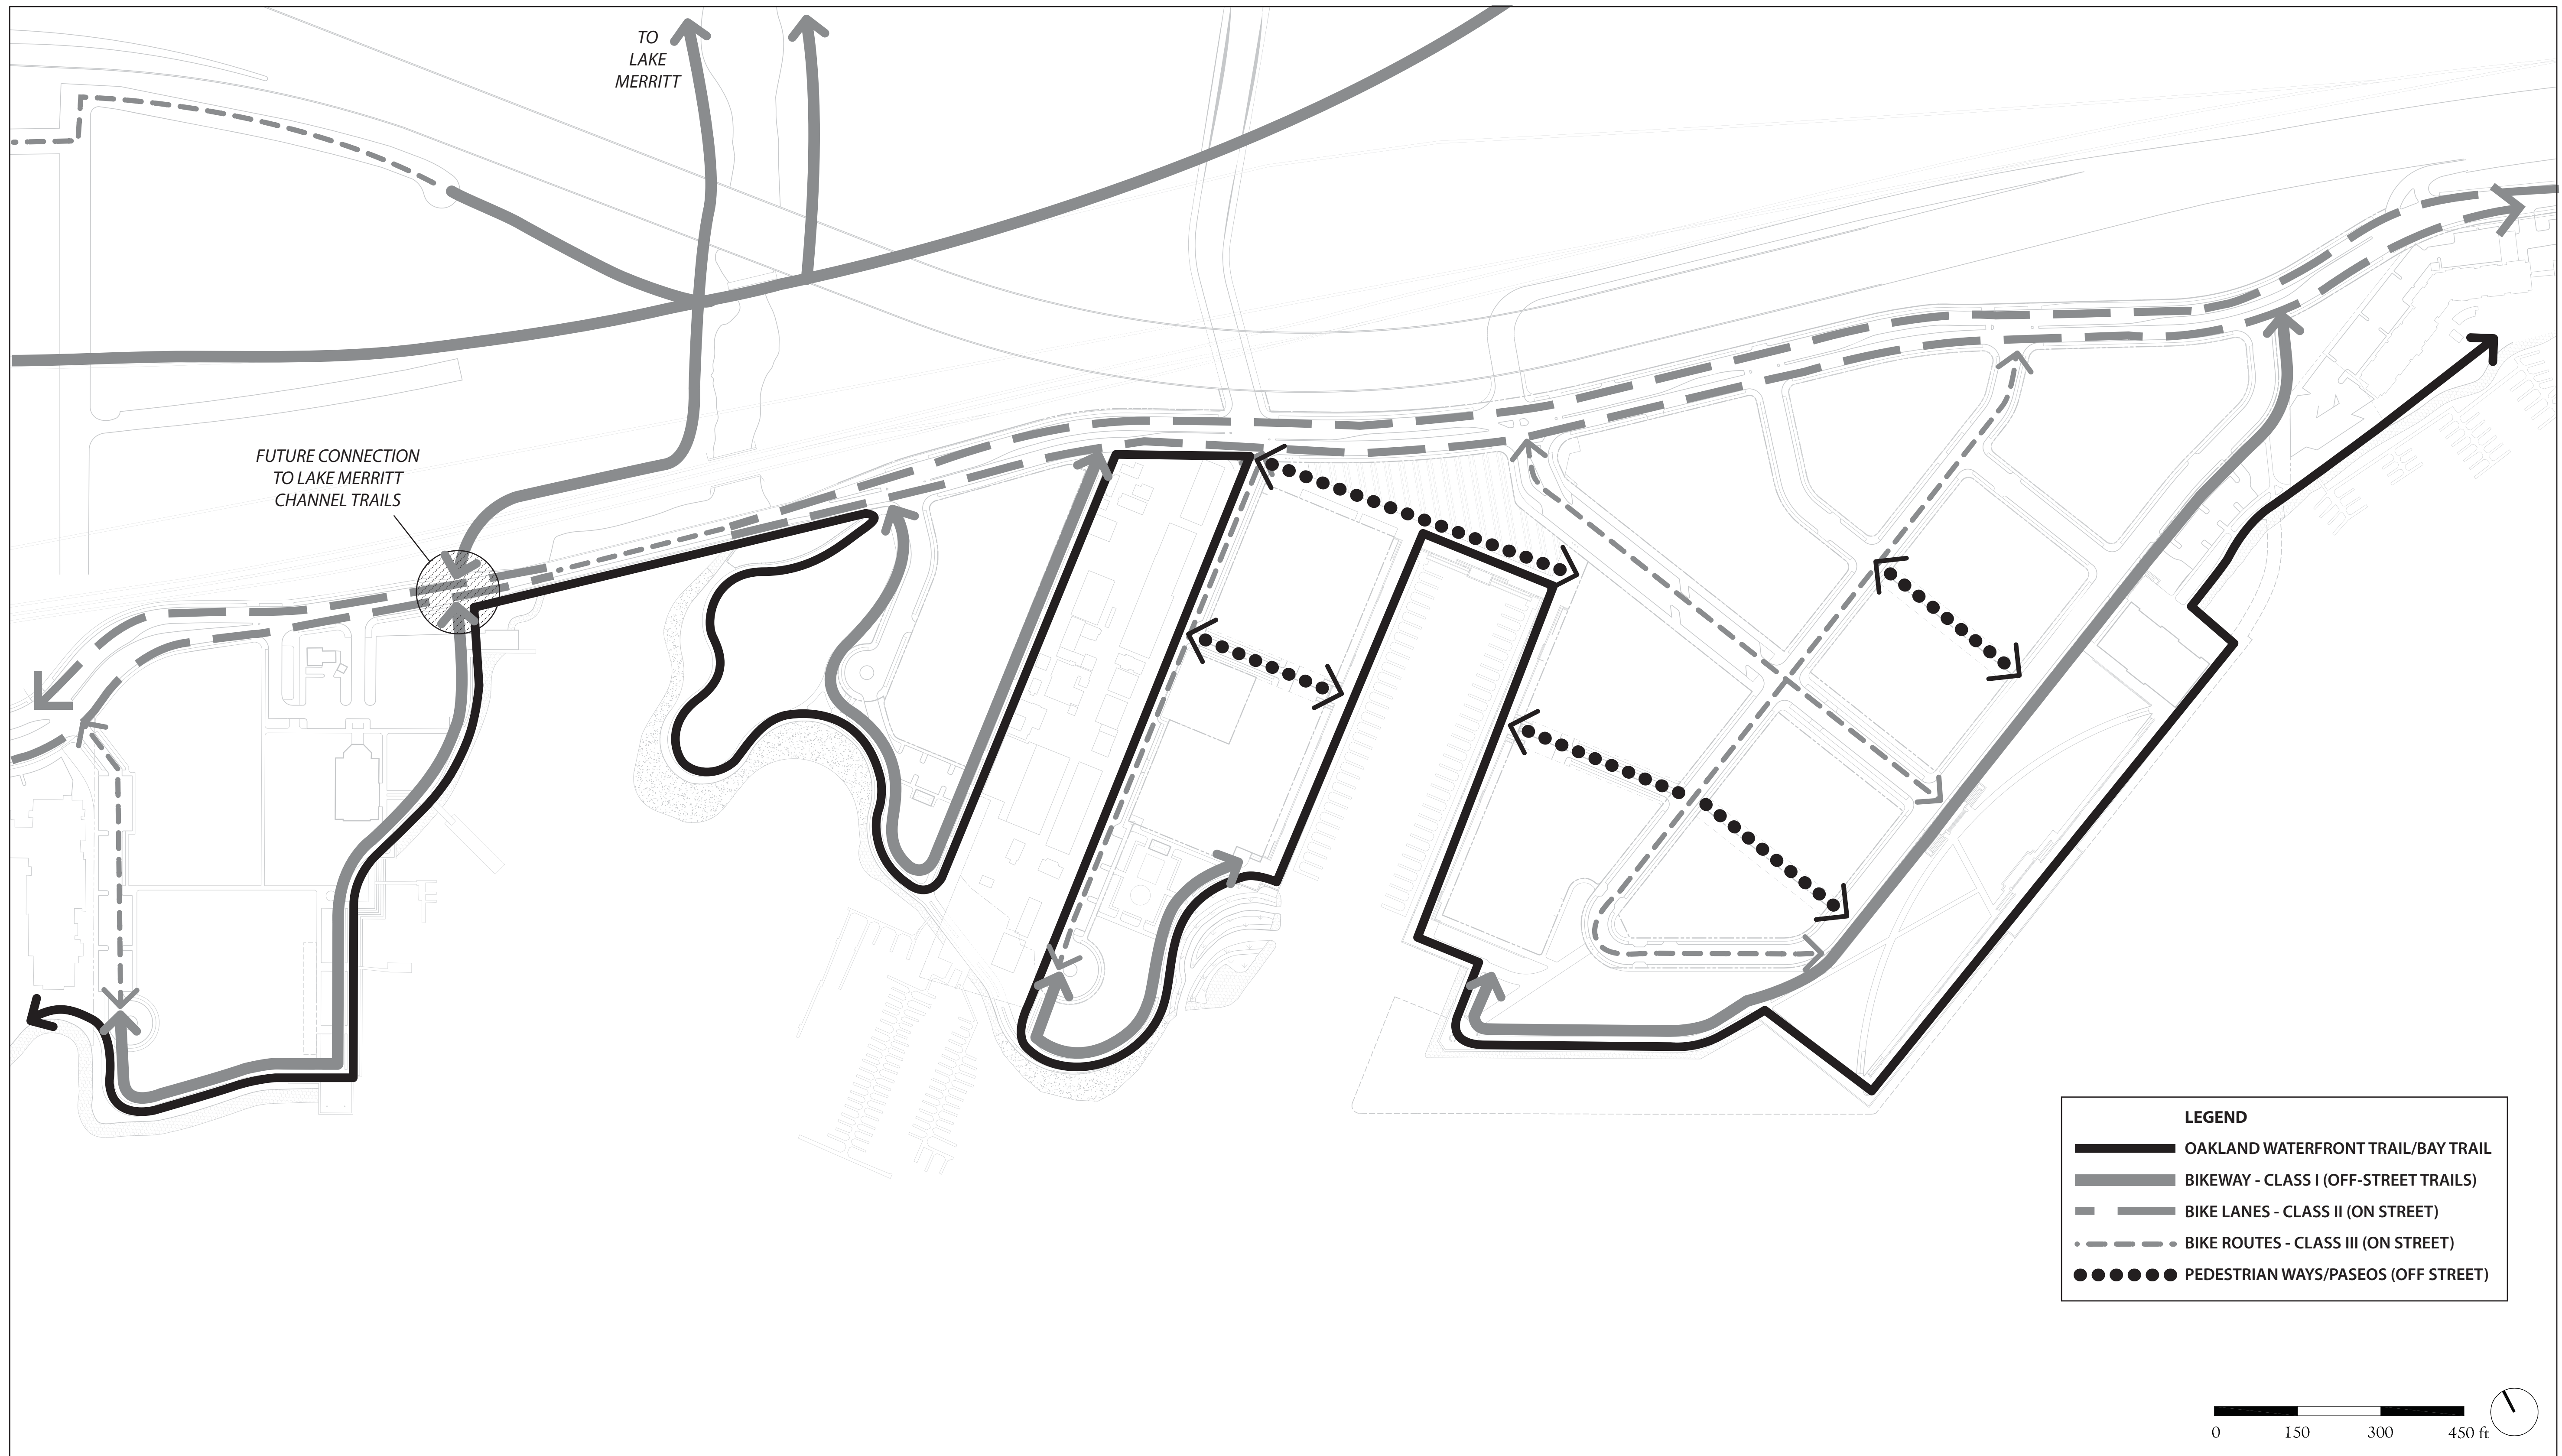 TO
LAKE
MERRITT
FUTURE CONNECTION
TO LAKE MERRITT
CHANNEL TRAILS
LEGEND
OAKLAND WATERFRONT TRAIL/BAY TRAIL
BIKEWAY - CLASS I (OFF-STREET TRAILS)
BIKE LANES - CLASS II (ON STREET)
BIKE ROUTES - CLASS III (ON STREET)
PEDESTRIAN WAYS/PASEOS (OFF STREET)
0 150 300 450 ft